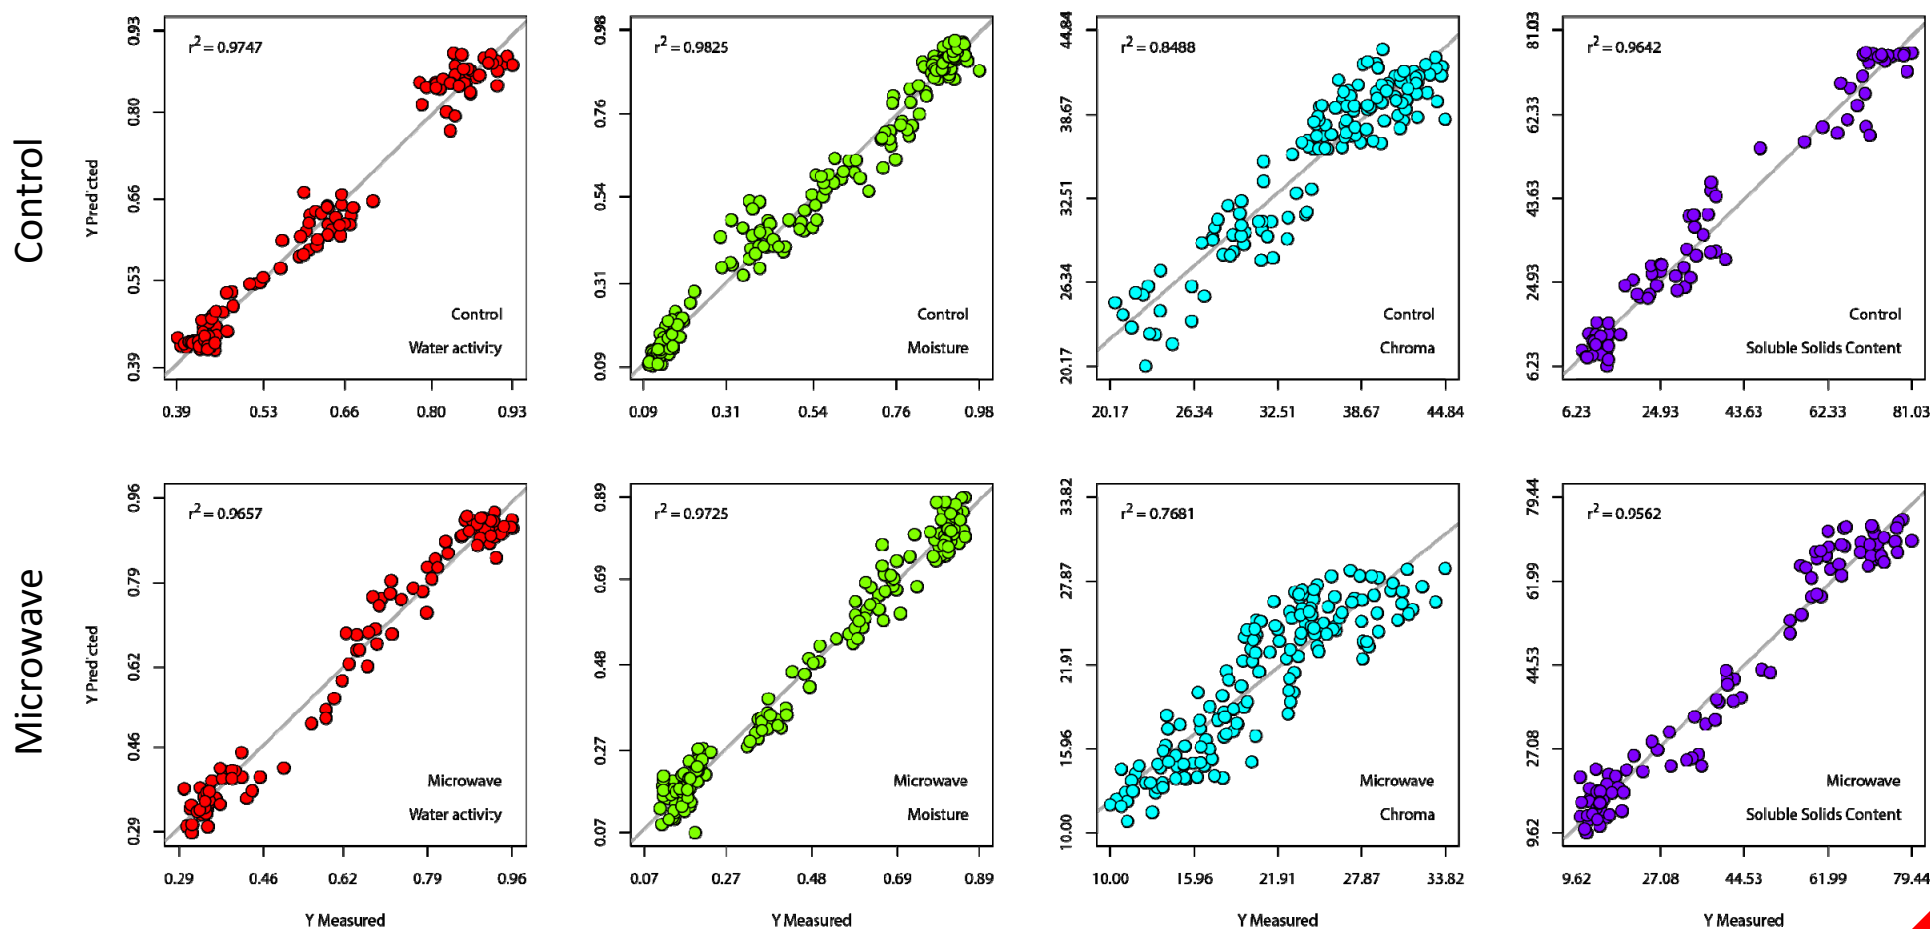 Control
Y Predicted
0.93
0.80
0.66
0.53
0.39
r² = 0.9747
Control
Water activity
0.39 0.53 0.66 0.80 0.93
0.98
0.76
0.54
0.31
0.09
r² = 0.9825
Control
Moisture
0.09 0.31 0.54 0.76 0.98
44.84
38.67
32.51
26.34
20.17
r² = 0.8488
Control
Chroma
20.17 26.34 32.51 38.67 44.84
81.03
62.33
43.63
24.93
6.23
r² = 0.9642
Control
Soluble Solids Content
6.23 24.93 43.63 62.33 81.03
Microwave
Y Predicted
0.96
0.79
0.62
0.46
0.29
r² = 0.9657
Microwave
Water activity
0.29 0.46 0.62 0.79 0.96
Y Measured
0.89
0.69
0.48
0.27
0.07
r² = 0.9725
Microwave
Moisture
0.07 0.27 0.48 0.69 0.89
Y Measured
33.82
27.87
21.91
15.96
10.00
r² = 0.7681
Microwave
Chroma
10.00 15.96 21.91 27.87 33.82
Y Measured
79.44
61.99
44.53
27.08
9.62
r² = 0.9562
Microwave
Soluble Solids Content
9.62 27.08 44.53 61.99 79.44
Y Measured